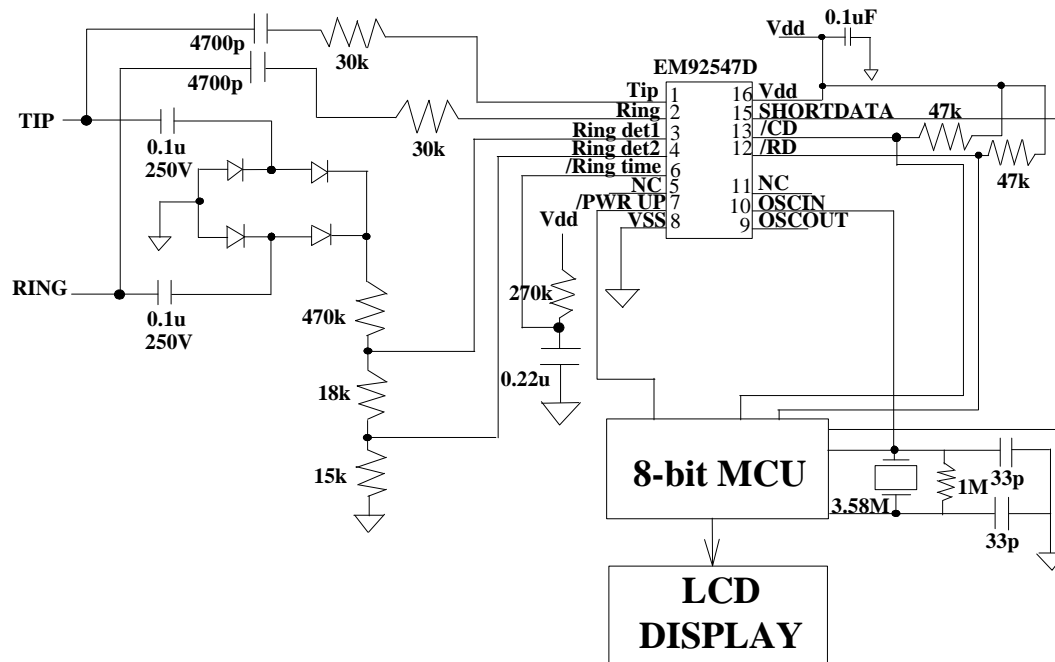 0.1uF
Vdd
4700p
30k
4700p
30k
EM92547D
Tip
Ring
Ring det1
Ring det2
/Ring time
NC
/PWR UP
VSS
1
2
3
4
6
5
7
8
16
15
13
12
11
10
9
Vdd
SHORTDATA
/CD
/RD
NC
OSCIN
OSCOUT
47k
47k
TIP
0.1u
250V
RING
0.1u
250V
Vdd
270k
0.22u
470k
18k
15k
8-bit MCU
3.58M
1M
33p
33p
LCD
DISPLAY